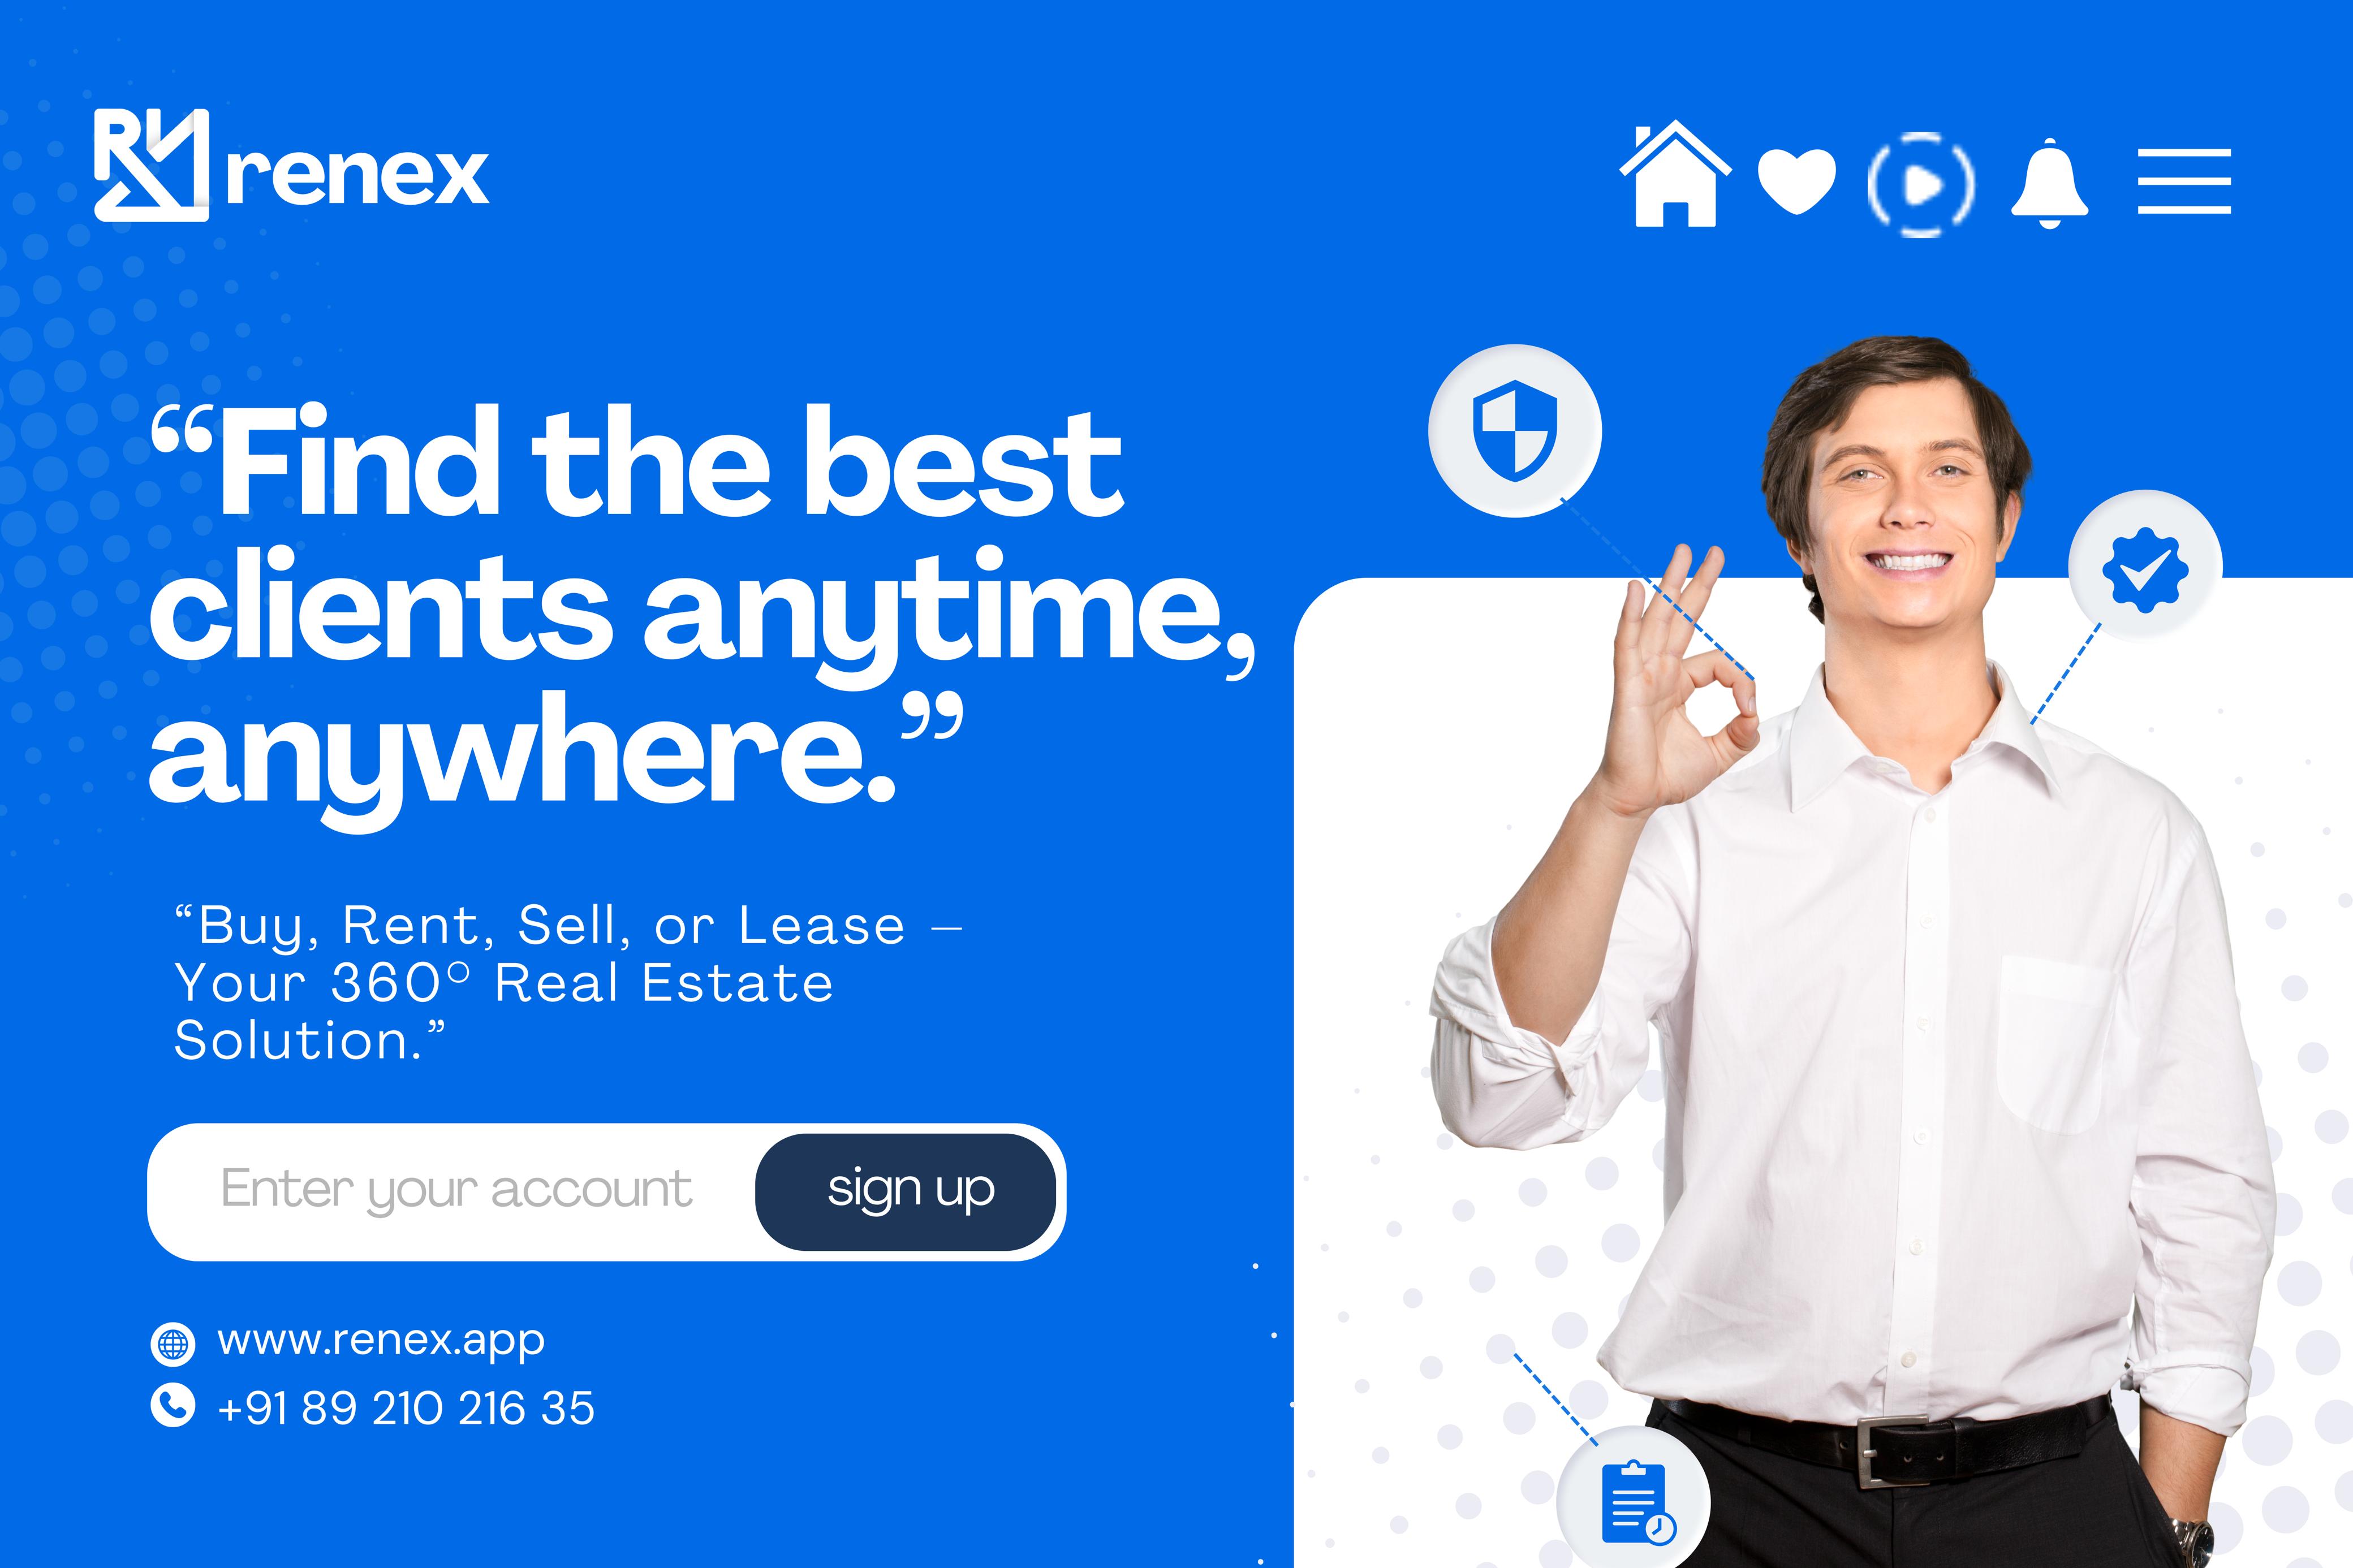 RN renex
“Find the best
clients anytime,
anywhere.”
“Buy, Rent, Sell, or Lease –
Your 360° Real Estate
Solution.”
Enter your account
sign up
www.renex.app
+91 89 210 216 35